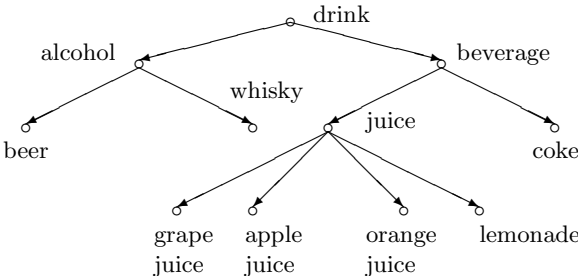 drink
alcohol
beverage
whisky
juice
beer
coke
grape
juice
apple
juice
orange
juice
lemonade